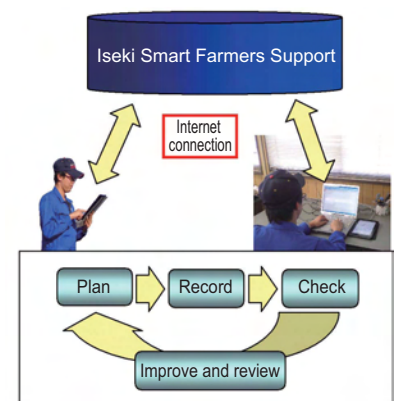 Iseki Smart Farmers Support
Internet
connection
Plan
Record
Check
Improve and review